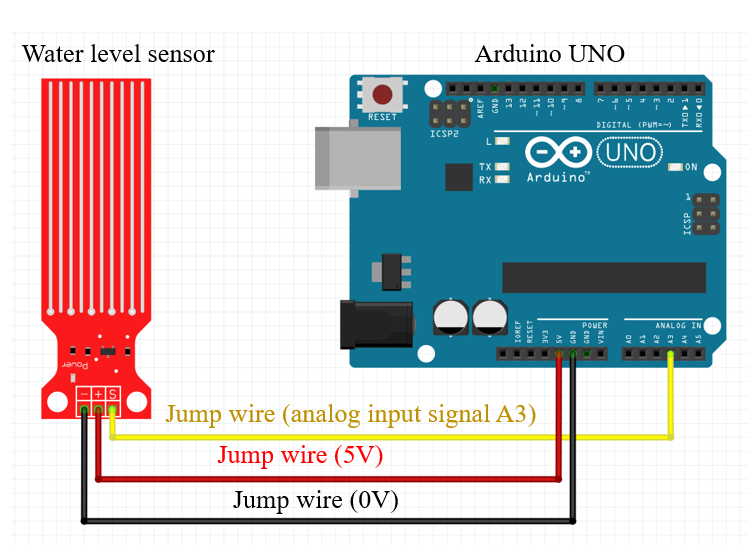 Water level sensor
Arduino UNO
RESET
ICSP2
AREF
GND
13
12
~11
~10
~9
8
7
~6
~5
4
~3
2
TX▶1
RX◀0
DIGITAL (PWM=~)
L
TX
RX
Arduino™
UNO
ON
1
ICSP
POWER
ANALOG IN
IOREF
RESET
3V3
5V
GND
GND
VIN
A0
A1
A2
A3
A4
A5
Power
- + S
Jump wire (analog input signal A3)
Jump wire (5V)
Jump wire (0V)